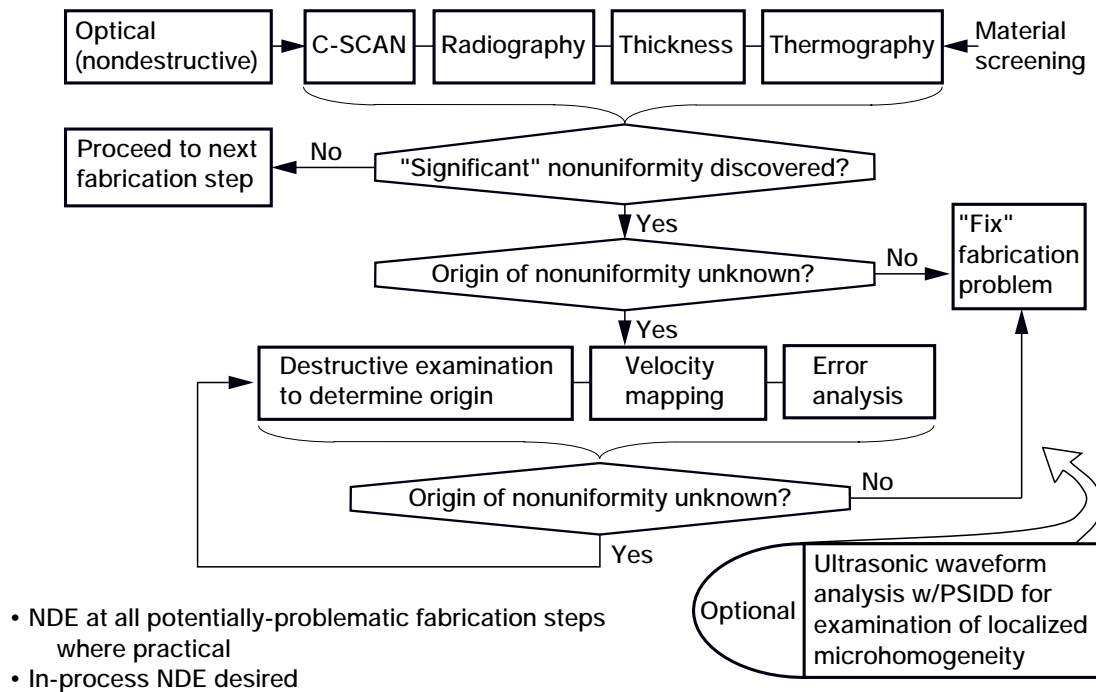 Optical
(nondestructive)
C-SCAN
Radiography
Thickness
Thermography
Material
screening
Proceed to next
fabrication step
No
"Significant" nonuniformity discovered?
Yes
"Fix"
fabrication
problem
Origin of nonuniformity unknown?
No
Yes
Destructive examination
to determine origin
Velocity
mapping
Error
analysis
Origin of nonuniformity unknown?
No
Yes
Optional
Ultrasonic waveform
analysis w/PSIDD for
examination of localized
microhomogeneity
• NDE at all potentially-problematic fabrication steps
where practical
• In-process NDE desired